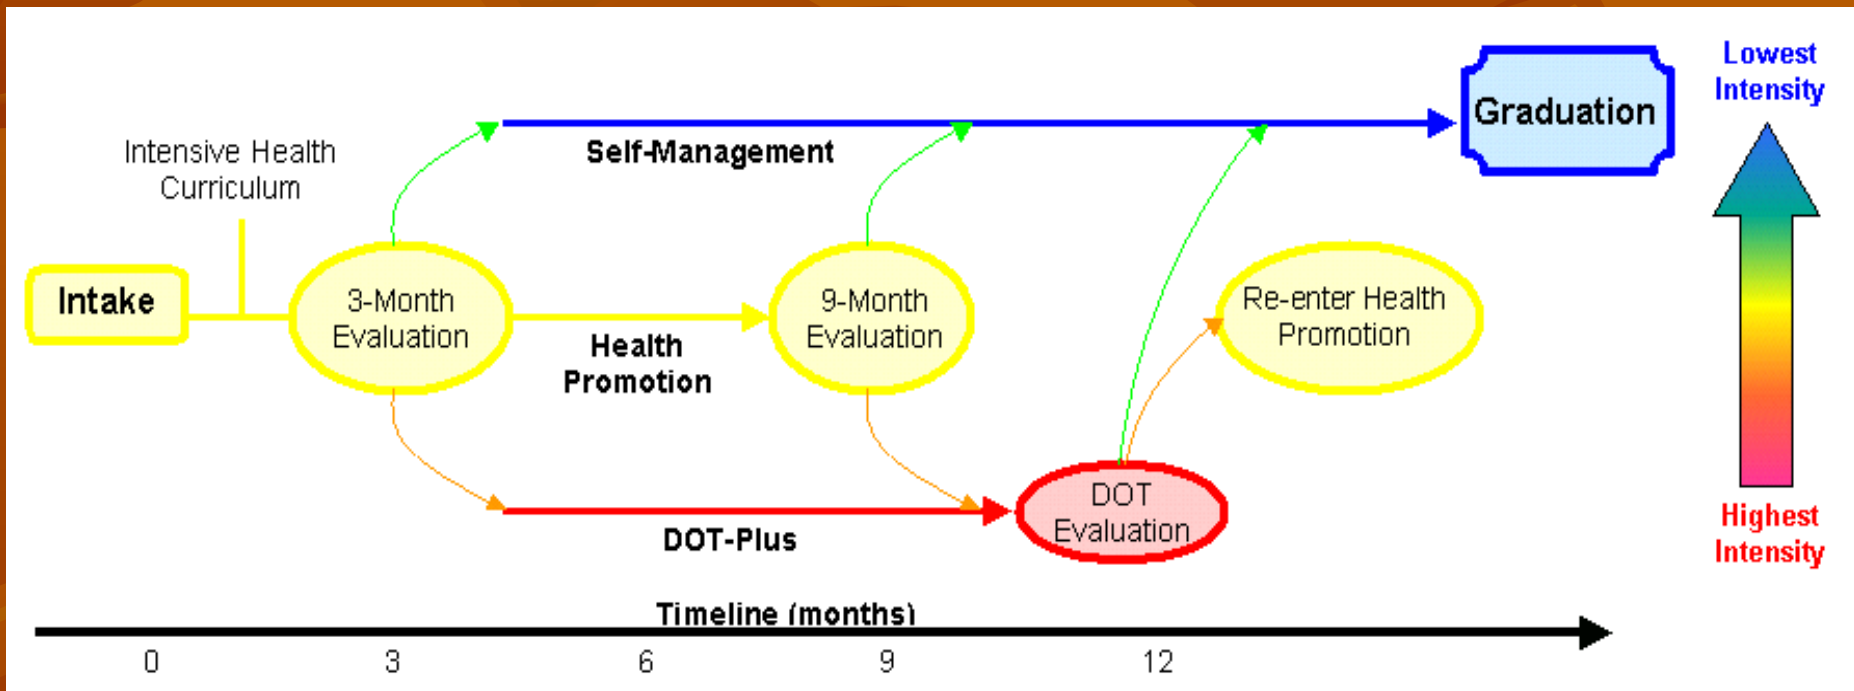 Lowest
Intensity
Graduation
Intensive Health
Curriculum
Self-Management
Intake
3-Month
Evaluation
Health
Promotion
9-Month
Evaluation
Re-enter Health
Promotion
DOT-Plus
DOT
Evaluation
Highest
Intensity
Timeline (months)
0 3 6 9 12